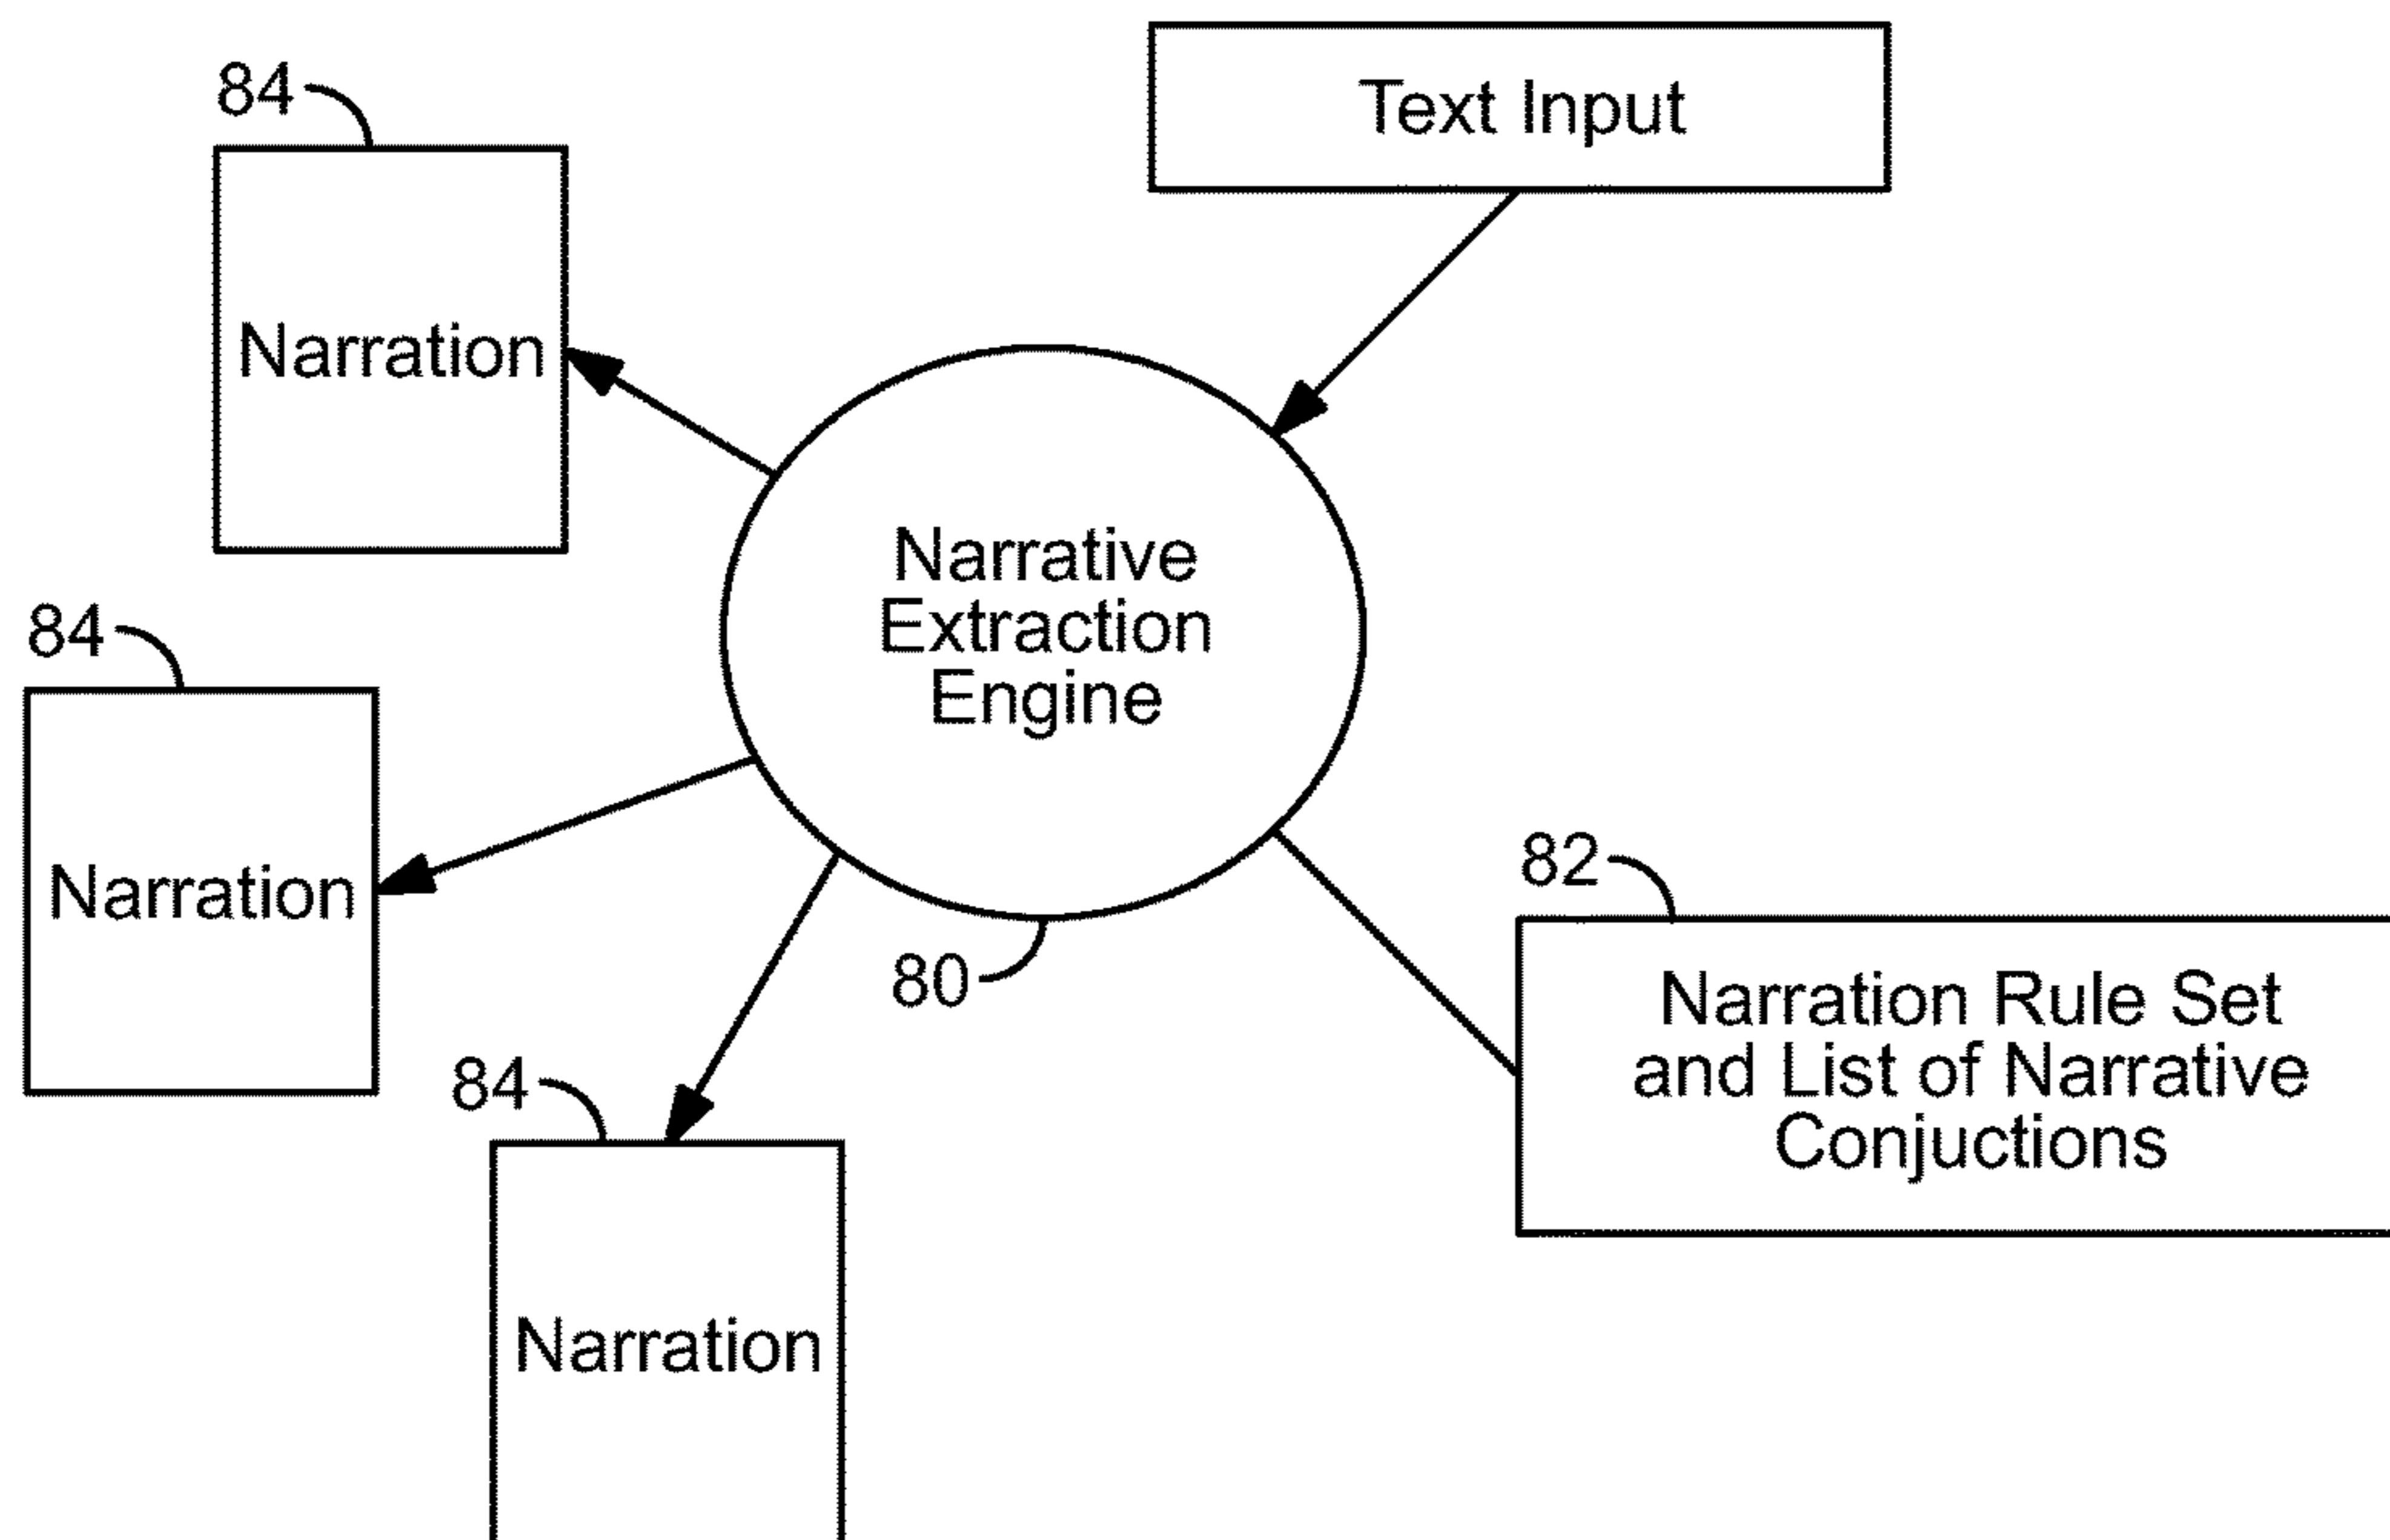 Text Input
84
Narration
Narrative
Extraction
Engine
84
Narration
80
82
Narration Rule Set
and List of Narrative
Conjuctions
84
Narration